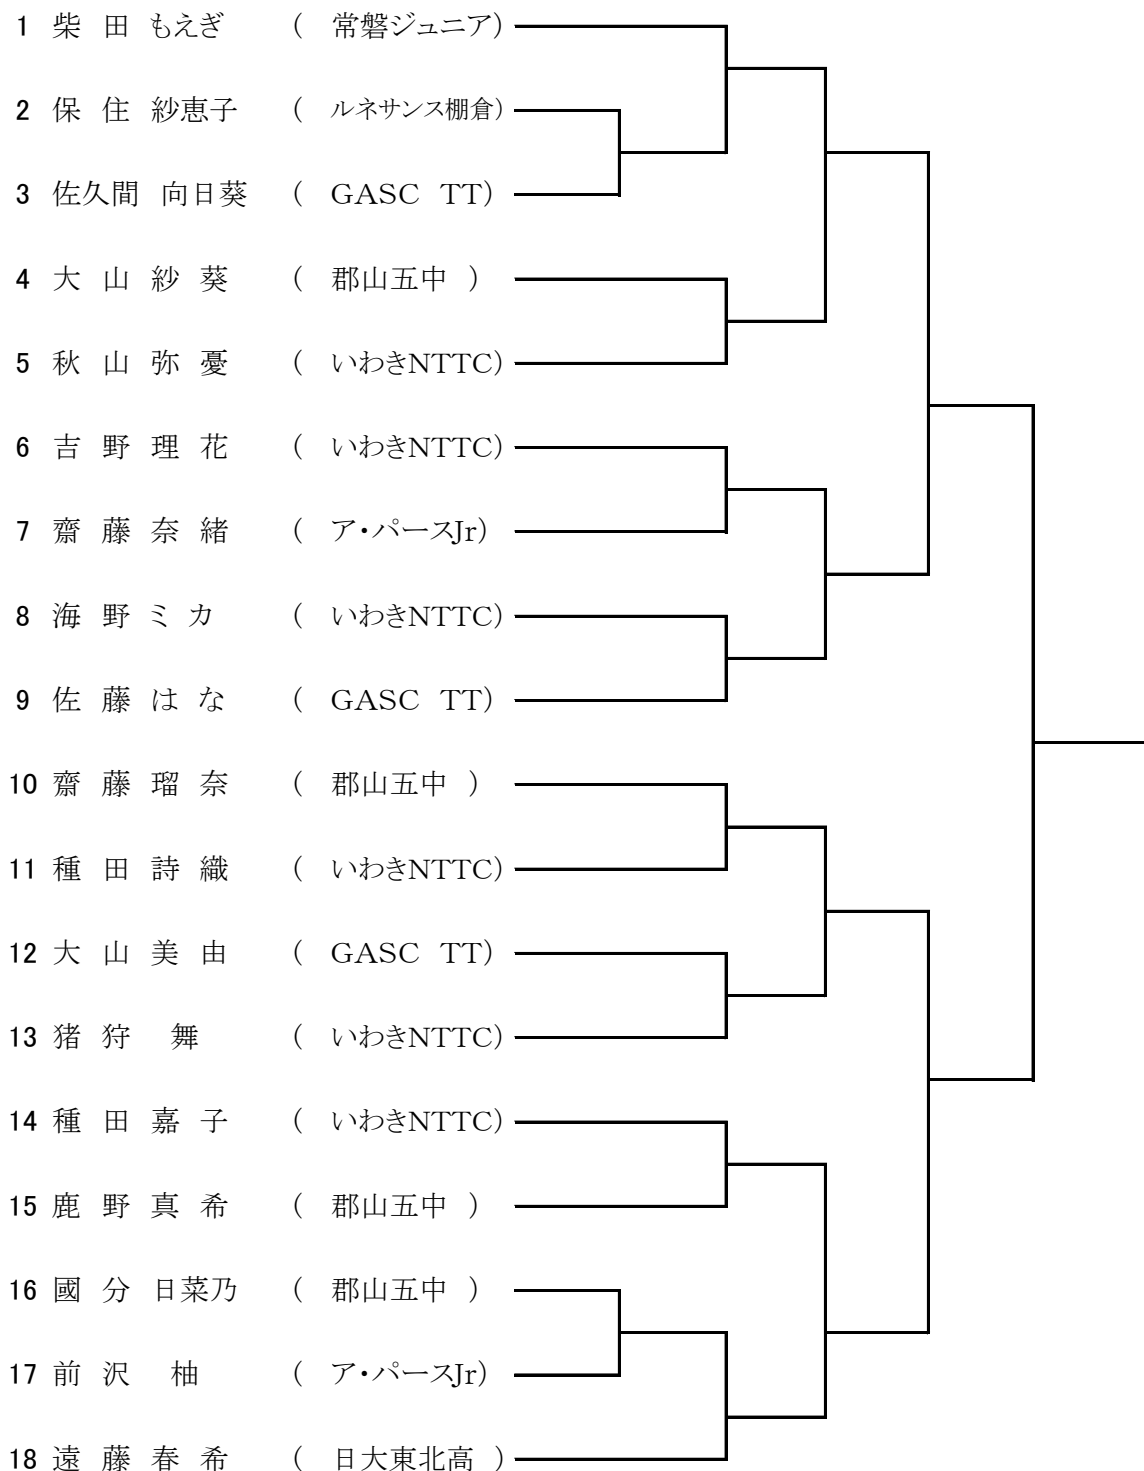 1 柴 田 もえぎ ( 常磐ジュニア)
2 保 住 紗恵子 ( ルネサンス棚倉)
3 佐久間 向日葵 ( GASC TT)
4 大 山 紗 葵 ( 郡山五中 )
5 秋 山 弥 憂 ( いわきNTTC)
6 吉 野 理 花 ( いわきNTTC)
7 齋 藤 奈 緒 ( ア・パースJr)
8 海 野 ミ カ ( いわきNTTC)
9 佐 藤 は な ( GASC TT)
10 齋 藤 瑠 奈 ( 郡山五中 )
11 種 田 詩 織 ( いわきNTTC)
12 大 山 美 由 ( GASC TT)
13 猪 狩 舞 ( いわきNTTC)
14 種 田 嘉 子 ( いわきNTTC)
15 鹿 野 真 希 ( 郡山五中 )
16 國 分 日菜乃 ( 郡山五中 )
17 前 沢 柚 ( ア・パースJr)
18 遠 藤 春 希 ( 日大東北高 )